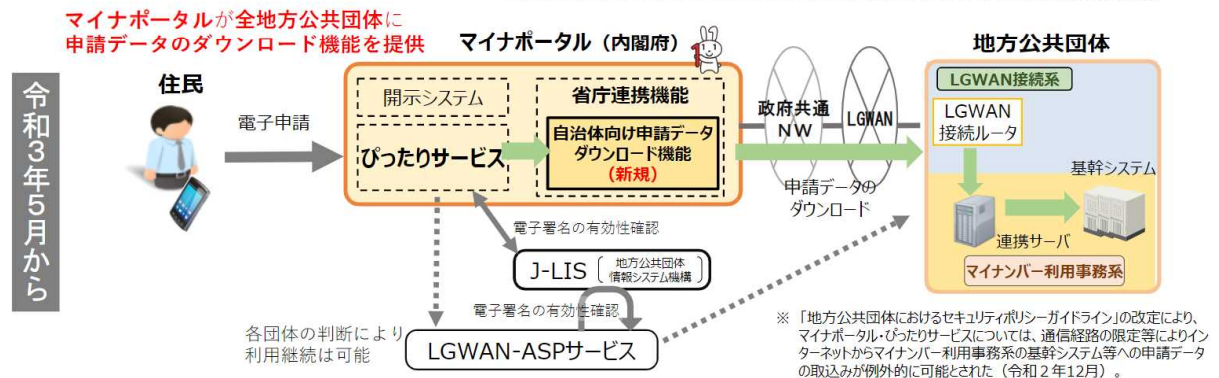 マイナポータルが全地方公共団体に
申請データのダウンロード機能を提供
令和3年5月から
住民
電子申請
マイナポータル（内閣府）
開示システム
ぴったりサービス
省庁連携機能
自治体向け申請データ
ダウンロード機能
（新規）
政府共通
NW
LGWAN
申請データの
ダウンロード
地方公共団体
LGWAN接続系
LGWAN
接続ルータ
基幹システム
連携サーバ
マイナンバー利用事務系
電子署名の有効性確認
J-LIS
地方公共団体
情報システム機構
電子署名の有効性確認
各団体の判断により
利用継続は可能
LGWAN-ASPサービス
※ 「地方公共団体におけるセキュリティポリシーガイドライン」の改定により、
マイナポータル・ぴったりサービスについては、通信経路の限定等によりイン
ターネットからマイナンバー利用事務系の基幹システム等への申請データ
の取込みが例外的に可能とされた（令和２年12月）。